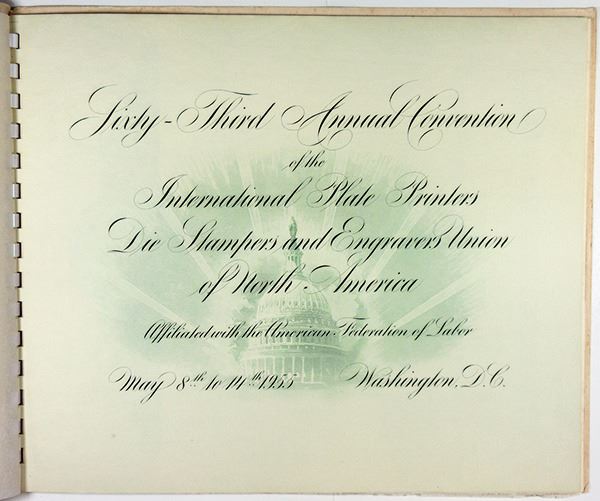 Sixty-Third Annual Convention
of the
International Plate Printers
Die Stampers and Engravers Union
of North America
Affiliated with the American Federation of Labor
May 8th to 14th 1955 Washington, D.C.